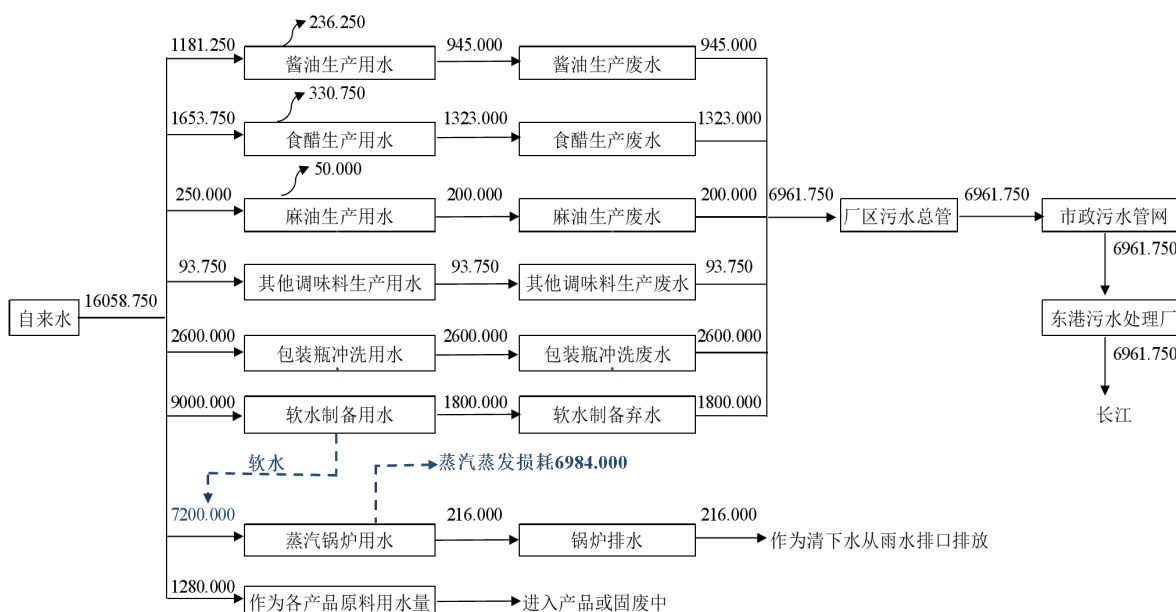 236.250
1181.250
酱油生产用水
945.000
酱油生产废水
945.000
330.750
1653.750
食醋生产用水
1323.000
食醋生产废水
1323.000
50.000
250.000
麻油生产用水
200.000
麻油生产废水
200.000
6961.750
厂区污水总管
6961.750
市政污水管网
6961.750
93.750
其他调味料生产用水
93.750
其他调味料生产废水
93.750
自来水
16058.750
东港污水处理厂
6961.750
2600.000
包装瓶冲洗用水
2600.000
包装瓶冲洗废水
2600.000
9000.000
软水制备用水
1800.000
软水制备弃水
1800.000
长江
软水
蒸汽蒸发损耗6984.000
7200.000
蒸汽锅炉用水
216.000
锅炉排水
216.000
作为清下水从雨水排口排放
1280.000
作为各产品原料用水量
进入产品或固废中